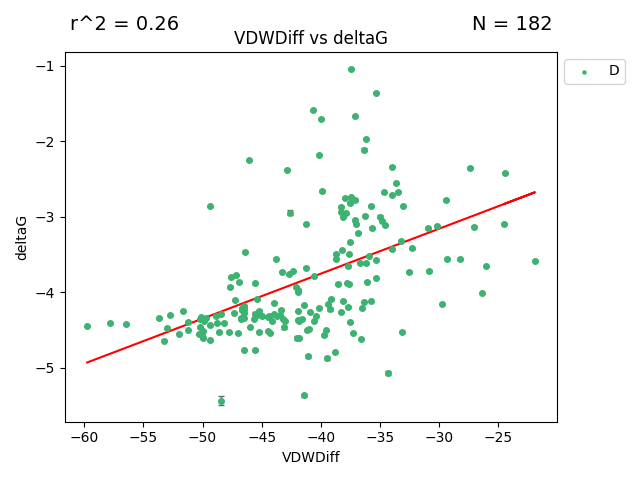 r^2 = 0.26
N = 182
VDWDiff vs deltaG
D
deltaG
−1
−2
−3
−4
−5
−60
−55
−50
−45
−40
−35
−30
−25
VDWDiff